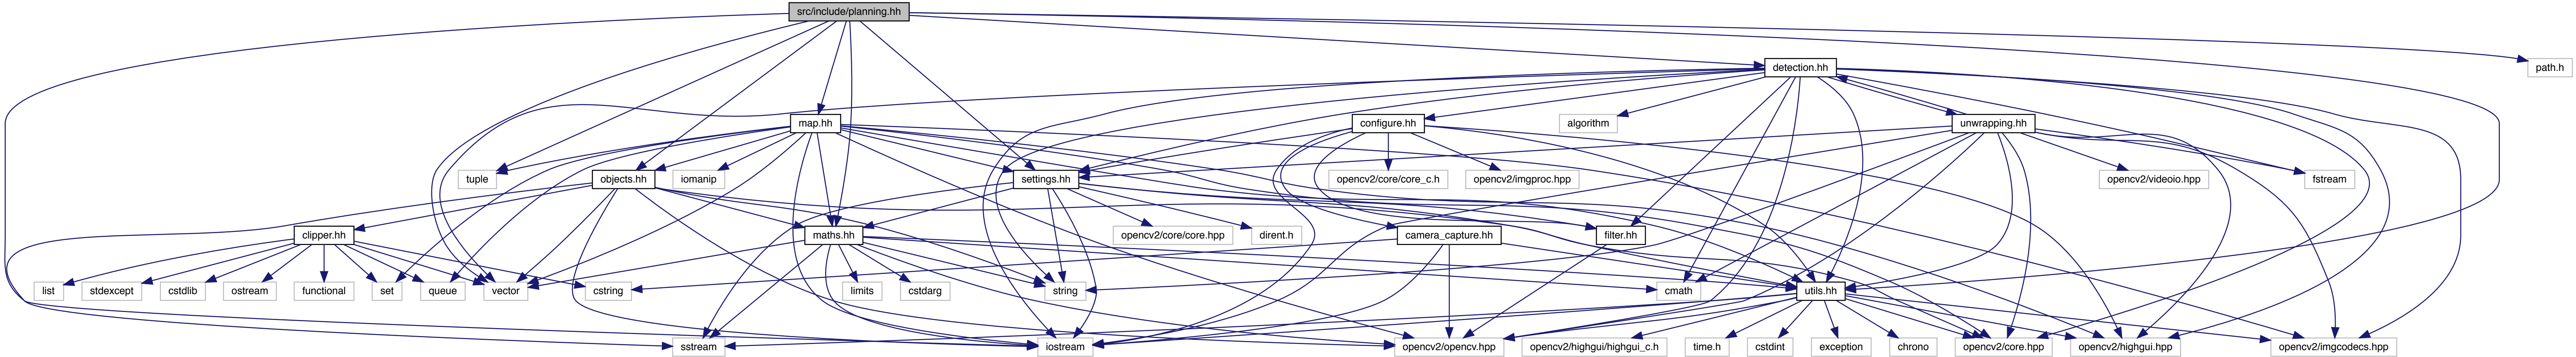 src/include/planning.hh
detection.hh
path.h
map.hh
algorithm
configure.hh
unwrapping.hh
tuple
objects.hh
iomanip
settings.hh
opencv2/core/core_c.h
opencv2/imgproc.hpp
opencv2/videoio.hpp
fstream
clipper.hh
maths.hh
opencv2/core/core.hpp
dirent.h
camera_capture.hh
filter.hh
list
stdexcept
cstdlib
ostream
functional
set
queue
vector
cstring
limits
cstdarg
string
cmath
utils.hh
sstream
iostream
opencv2/opencv.hpp
opencv2/highgui/highgui_c.h
time.h
cstdint
exception
chrono
opencv2/core.hpp
opencv2/highgui.hpp
opencv2/imgcodecs.hpp